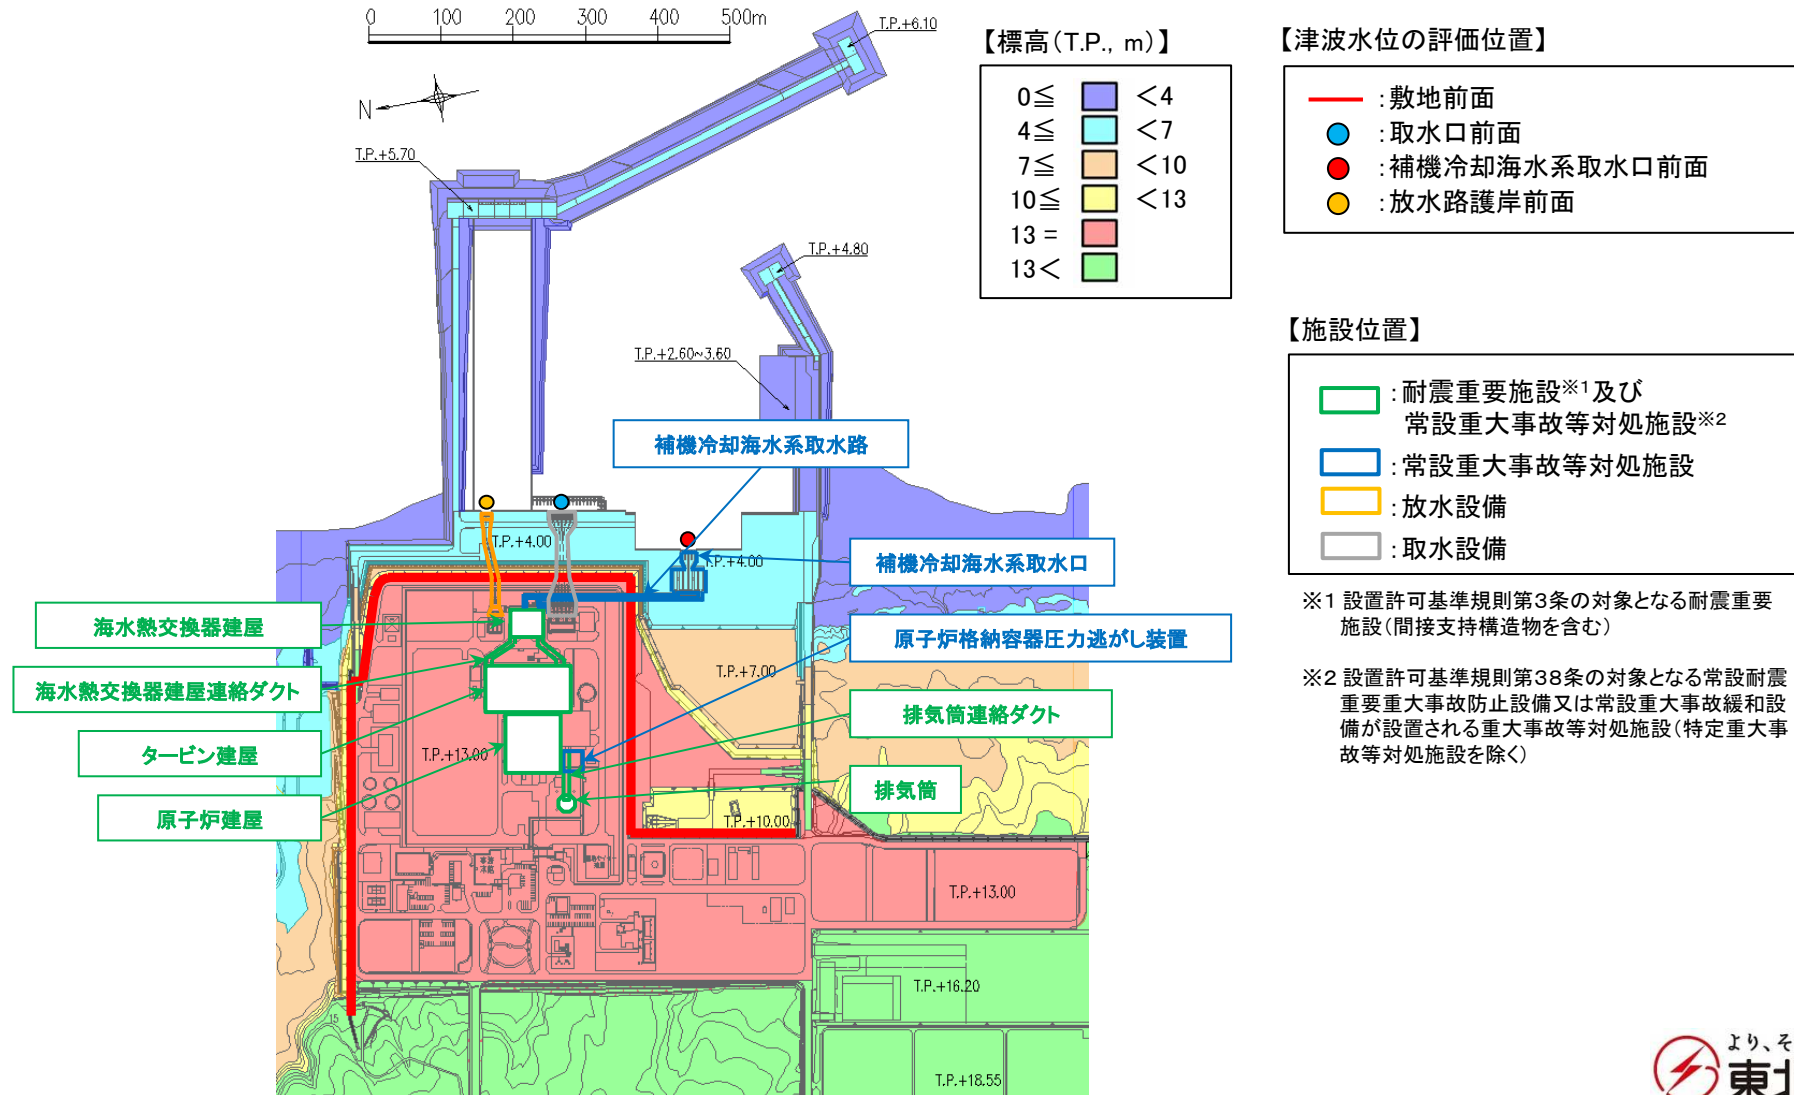 0 100 200 300 400 500m
N
T.P.+6.10
T.P.+5.70
T.P.+4.80
T.P.+2.60~3.60
【標高(T.P., m)】
0≦ <4
4≦ <7
7≦ <10
10≦ <13
13 =
13<
【津波水位の評価位置】
:敷地前面
:取水口前面
:補機冷却海水系取水口前面
:放水路護岸前面
【施設位置】
:耐震重要施設※1及び
常設重大事故等対処施設※2
:常設重大事故等対処施設
:放水設備
:取水設備
※1 設置許可基準規則第3条の対象となる耐震重要
施設(間接支持構造物を含む)
※2 設置許可基準規則第38条の対象となる常設耐震
重要重大事故防止設備又は常設重大事故緩和設
備が設置される重大事故等対処施設(特定重大事
故等対処施設を除く)
補機冷却海水系取水路
補機冷却海水系取水口
原子炉格納容器圧力逃がし装置
排気筒連絡ダクト
排気筒
海水熱交換器建屋
海水熱交換器建屋連絡ダクト
タービン建屋
原子炉建屋
T.P.+4.00
T.P.+4.00
T.P.+7.00
T.P.+13.00
T.P.+10.00
T.P.+13.00
T.P.+16.20
T.P.+18.55
15
より、そ
東北